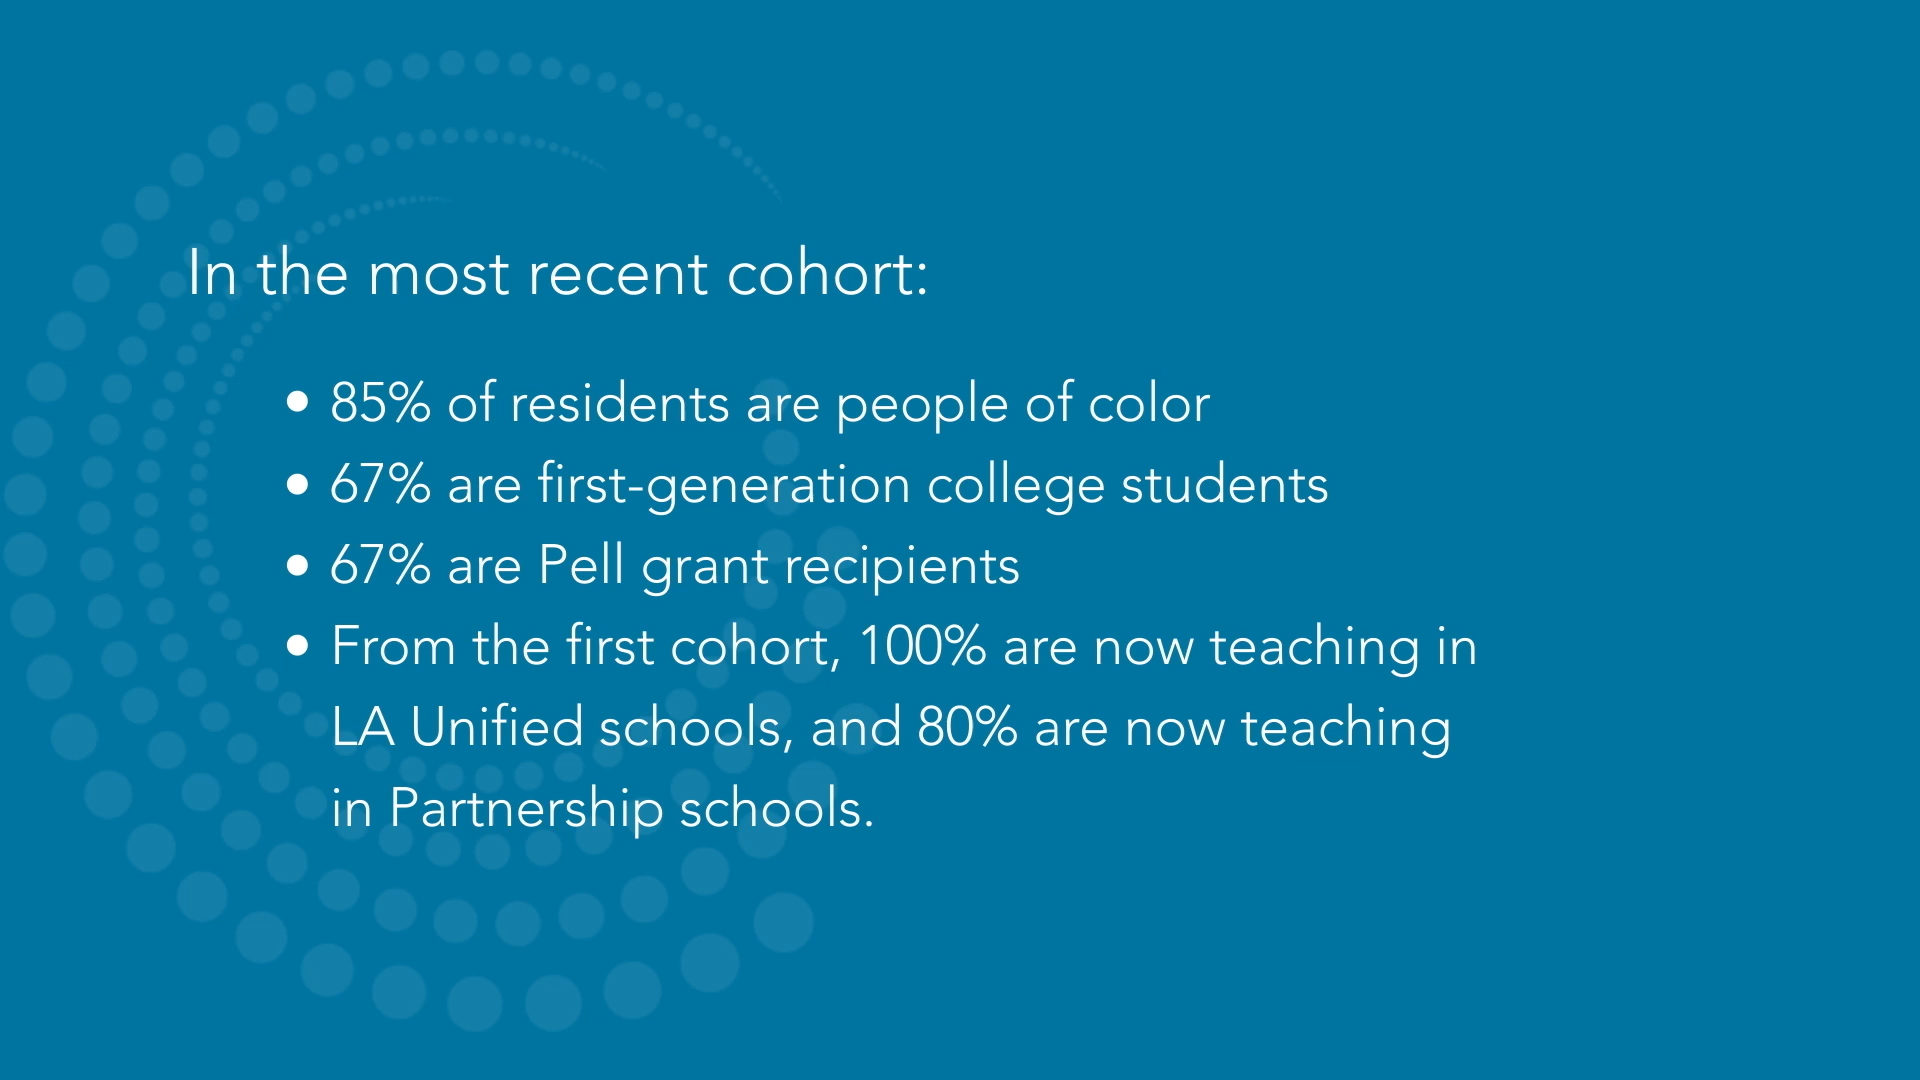 In the most recent cohort:
• 85% of residents are people of color
• 67% are first-generation college students
• 67% are Pell grant recipients
• From the first cohort, 100% are now teaching in
LA Unified schools, and 80% are now teaching
in Partnership schools.